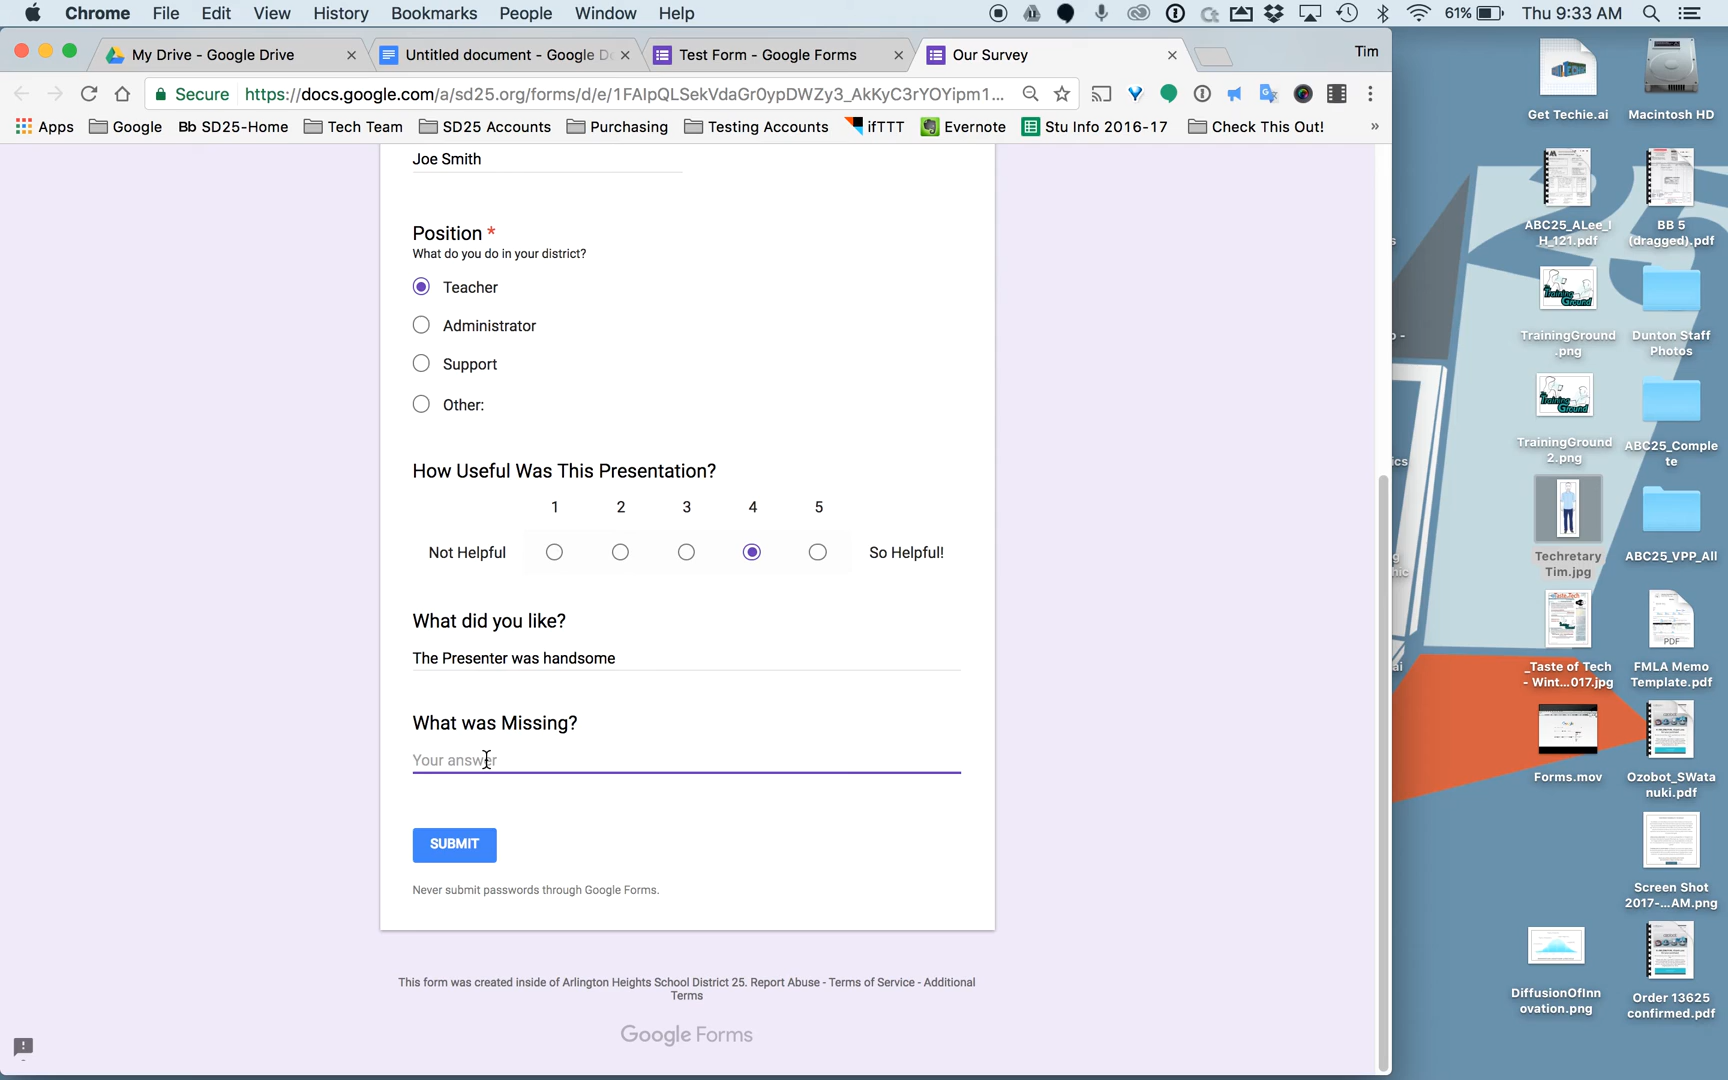 Chrome File Edit View History Bookmarks People Window Help 61% Thu 9:33 AM
My Drive - Google Drive
Untitled document - Google Do
Test Form - Google Forms
Our Survey
Tim
Secure https://docs.google.com/a/sd25.org/forms/d/e/1FAIpQLSekVdaGr0ypDWZy3_AkKyC3rYOYipm1...
Apps Google Bb SD25-Home Tech Team SD25 Accounts Purchasing Testing Accounts ifTTT Evernote Stu Info 2016-17 Check This Out! »
Joe Smith
Position *
What do you do in your district?
Teacher
Administrator
Support
Other:
How Useful Was This Presentation?
1 2 3 4 5
Not Helpful So Helpful!
What did you like?
The Presenter was handsome
What was Missing?
Your answer
SUBMIT
Never submit passwords through Google Forms.
This form was created inside of Arlington Heights School District 25. Report Abuse - Terms of Service - Additional
Terms
Google Forms
Get Techie.ai
Macintosh HD
ABC25_ALee_I
H_121.pdf
BB 5
(dragged).pdf
TrainingGround
.png
Dunton Staff
Photos
TrainingGround
2.png
ABC25_Comple
te
Techretary
Tim.jpg
ABC25_VPP_All
_Taste of Tech
- Wint...017.jpg
PDF
FMLA Memo
Template.pdf
Forms.mov
Ozobot_SWata
nuki.pdf
Screen Shot
2017-...AM.png
DiffusionOfInn
ovation.png
Order 13625
confirmed.pdf